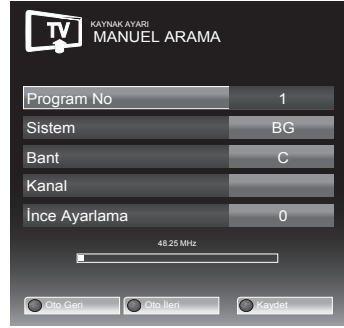 TV
KAYNAK AYARI
MANUEL ARAMA
Program No 1
Sistem BG
Bant C
Kanal
İnce Ayarlama 0
48.25 MHz
Oto Geri Oto İleri Kaydet